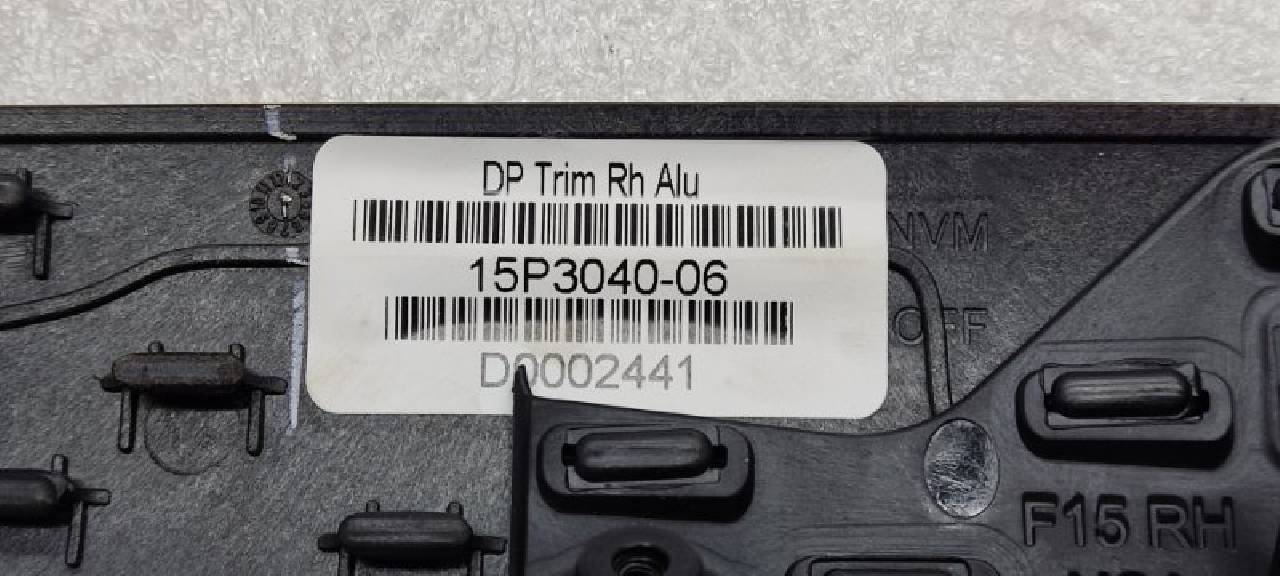 DP Trim Rh Alu
15P3040-06
D0002441
NVM
OFF
F15 RH